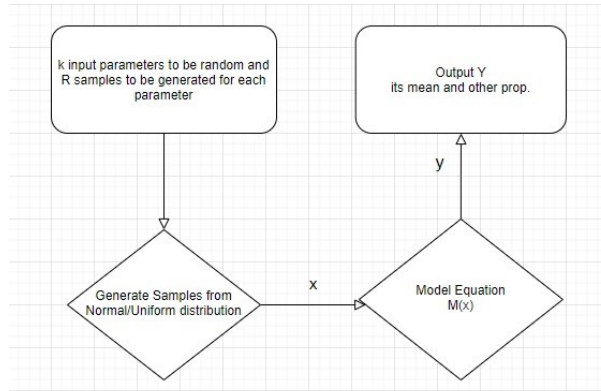 k input parameters to be random and
R samples to be generated for each
parameter
Output Y
its mean and other prop.
y
Generate Samples from
Normal/Uniform distribution
x
Model Equation
M(x)